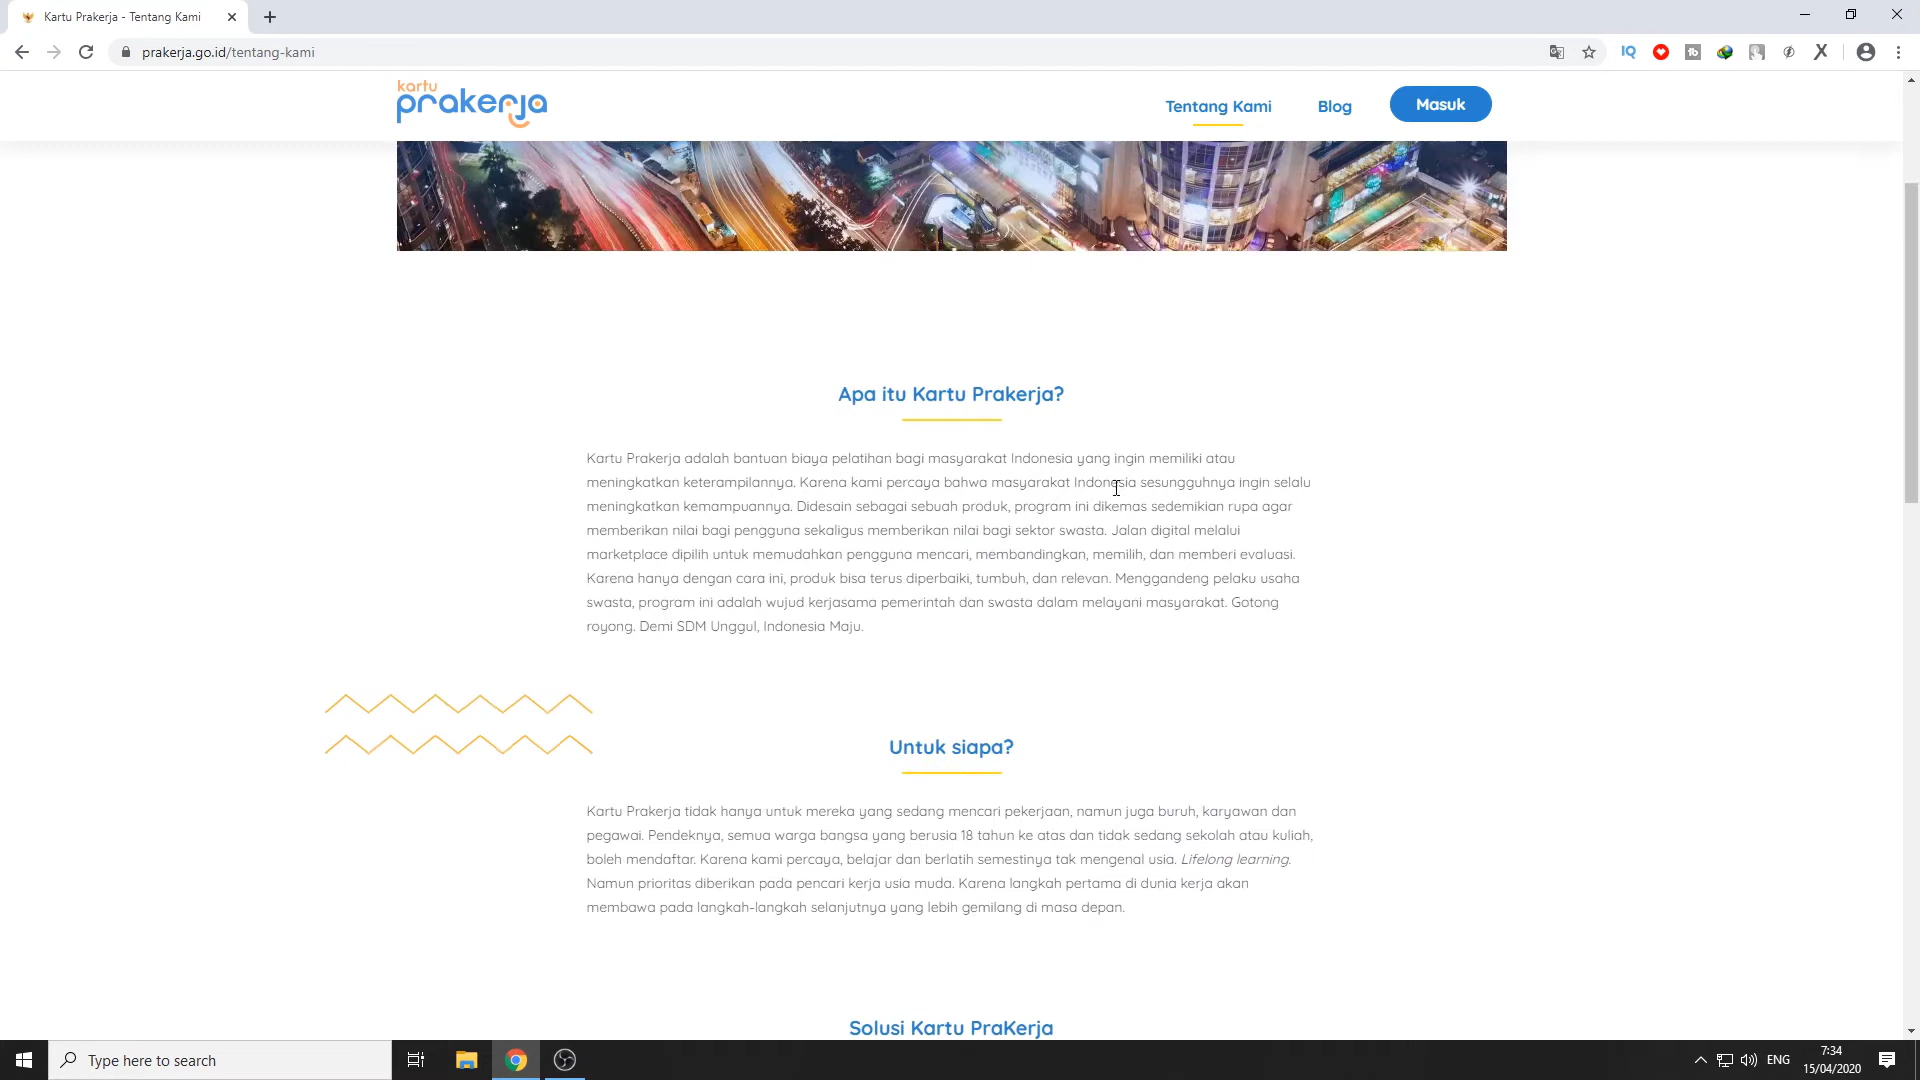 Kartu Prakerja - Tentang Kami
prakerja.go.id/tentang-kami
IQ
tb
X
kartu
prakerja
Tentang Kami
Blog
Masuk
Apa itu Kartu Prakerja?
Kartu Prakerja adalah bantuan biaya pelatihan bagi masyarakat Indonesia yang ingin memiliki atau
meningkatkan keterampilannya. Karena kami percaya bahwa masyarakat Indonesia sesungguhnya ingin selalu
meningkatkan kemampuannya. Didesain sebagai sebuah produk, program ini dikemas sedemikian rupa agar
memberikan nilai bagi pengguna sekaligus memberikan nilai bagi sektor swasta. Jalan digital melalui
marketplace dipilih untuk memudahkan pengguna mencari, membandingkan, memilih, dan memberi evaluasi.
Karena hanya dengan cara ini, produk bisa terus diperbaiki, tumbuh, dan relevan. Menggandeng pelaku usaha
swasta, program ini adalah wujud kerjasama pemerintah dan swasta dalam melayani masyarakat. Gotong
royong. Demi SDM Unggul, Indonesia Maju.
Untuk siapa?
Kartu Prakerja tidak hanya untuk mereka yang sedang mencari pekerjaan, namun juga buruh, karyawan dan
pegawai. Pendeknya, semua warga bangsa yang berusia 18 tahun ke atas dan tidak sedang sekolah atau kuliah,
boleh mendaftar. Karena kami percaya, belajar dan berlatih semestinya tak mengenal usia. Lifelong learning.
Namun prioritas diberikan pada pencari kerja usia muda. Karena langkah pertama di dunia kerja akan
membawa pada langkah-langkah selanjutnya yang lebih gemilang di masa depan.
Solusi Kartu PraKerja
Type here to search
ENG
7:34
15/04/2020